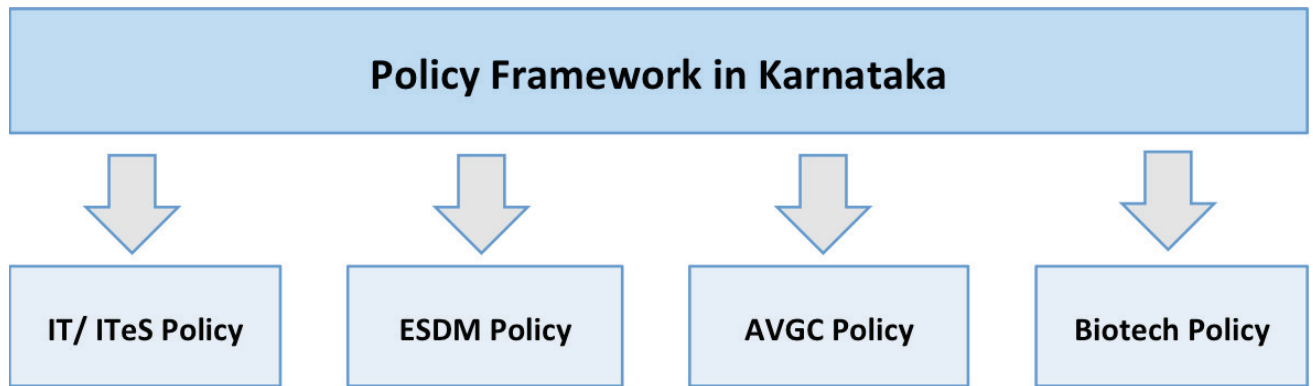 Policy Framework in Karnataka
IT/ ITeS Policy
ESDM Policy
AVGC Policy
Biotech Policy